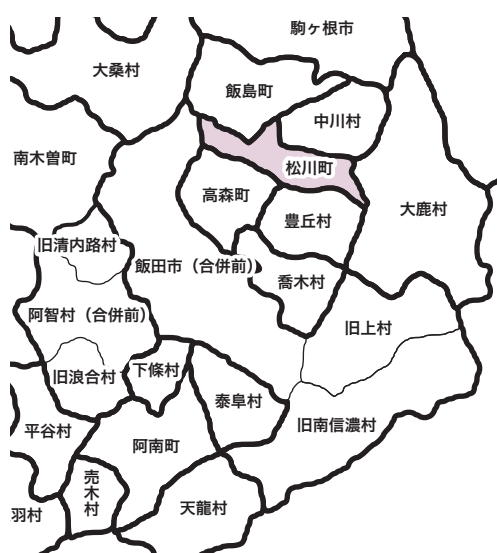 駒ヶ根市
大桑村
飯島町
中川村
南木曽町
松川町
高森町
大鹿村
豊丘村
旧清内路村
飯田市（合併前）
喬木村
阿智村（合併前）
旧上村
下條村
旧浪合村
泰阜村
旧南信濃村
平谷村
阿南町
売木村
天龍村
羽村